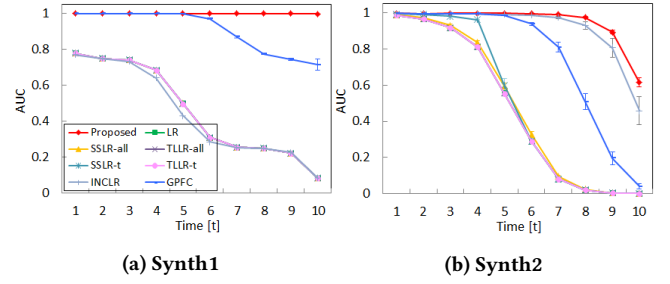 AUC
1
0.8
0.6
0.4
0.2
0
Proposed
LR
SSLR-all
TLLR-all
SSLR-t
TLLR-t
INCLR
GPFC
1 2 3 4 5 6 7 8 9 10
Time [t]
(a) Synth1
AUC
1
0.8
0.6
0.4
0.2
0
1 2 3 4 5 6 7 8 9 10
Time [t]
(b) Synth2